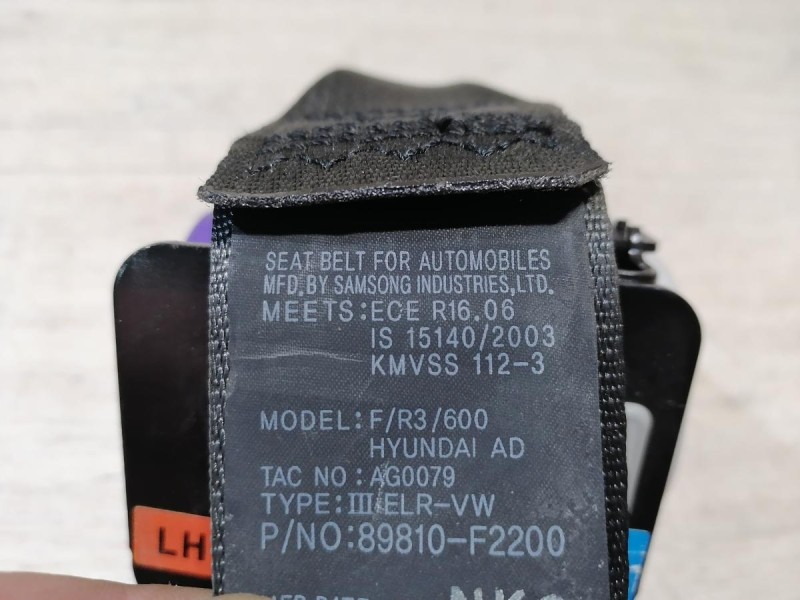 SEAT BELT FOR AUTOMOBILES
MFD.BY SAMSONG INDUSTRIES,LTD.
MEETS:ECE R16.06
IS 15140/2003
KMVSS 112-3
MODEL:F/R3/600
HYUNDAI AD
TAC NO:AG0079
TYPE:ⅢELR-VW
P/NO:89810-F2200
LH